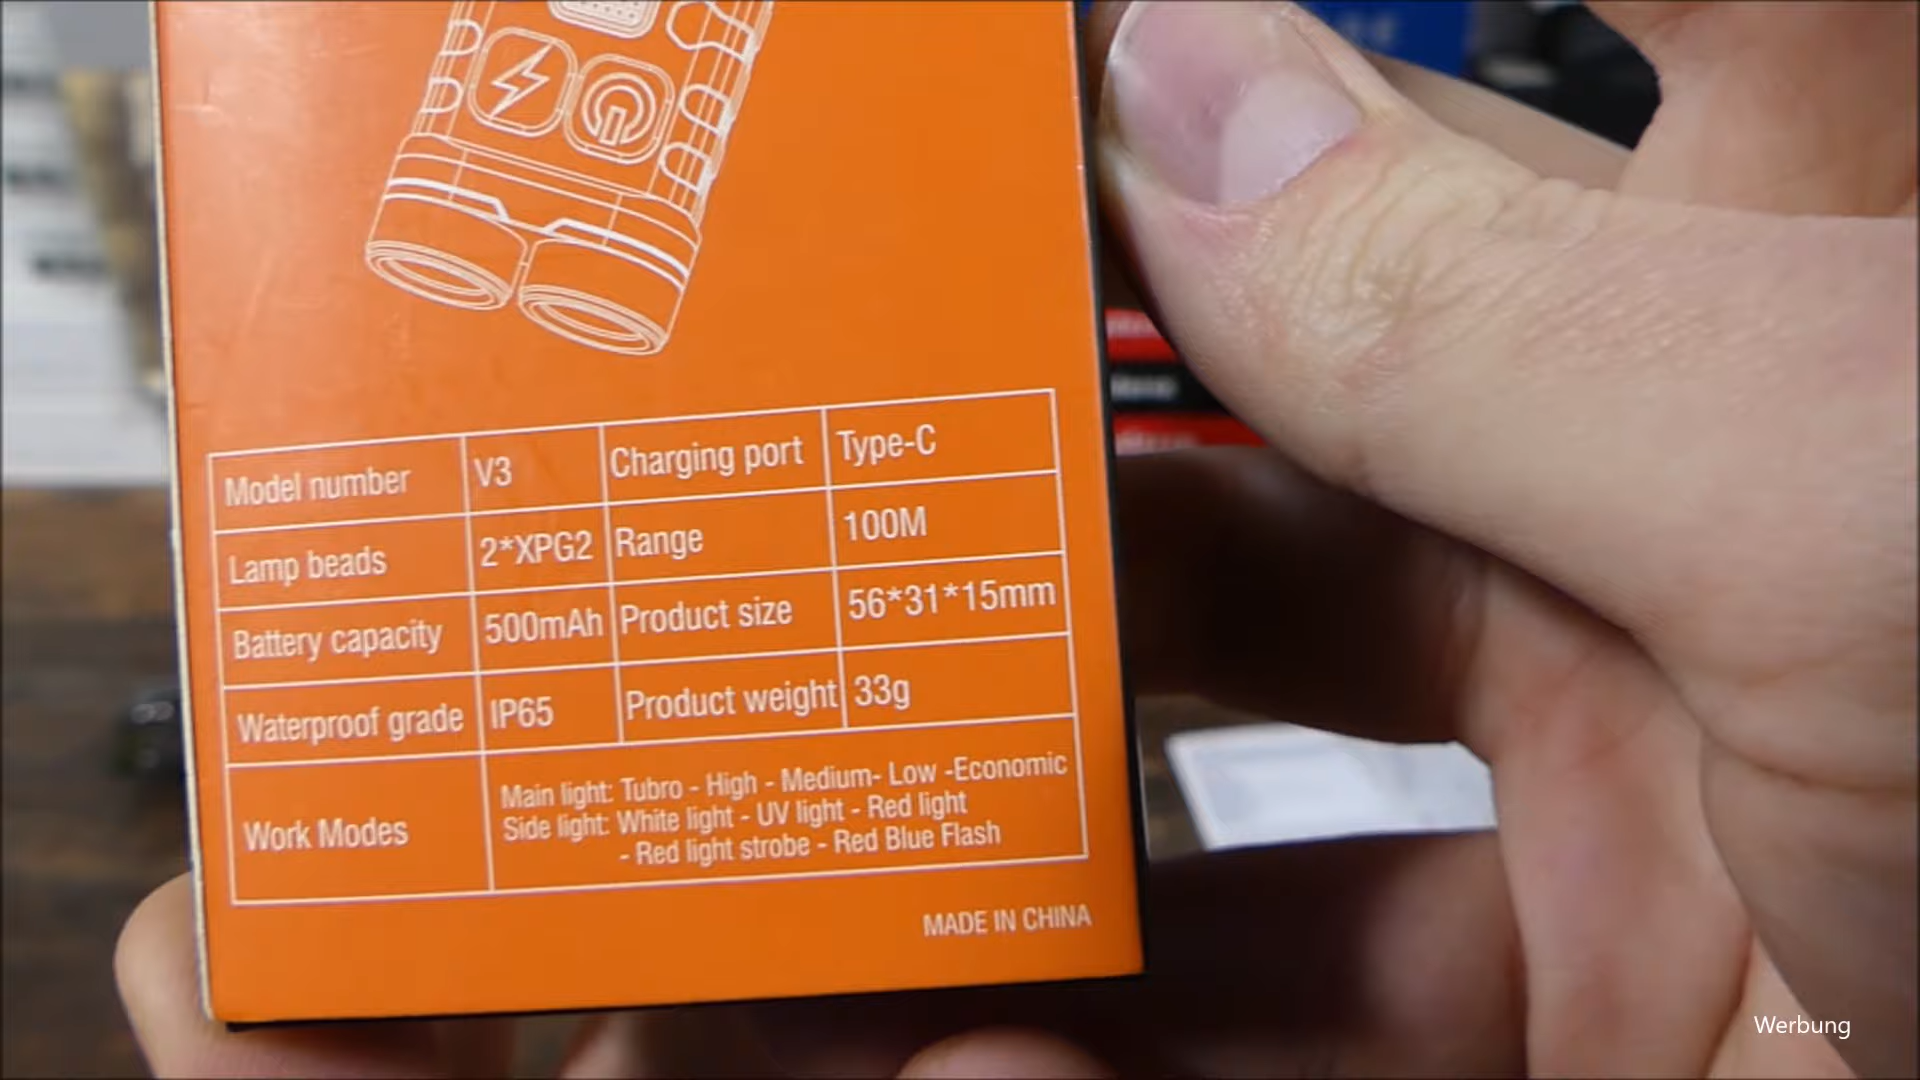 Model number V3 Charging port Type-C
Lamp beads 2*XPG2 Range 100M
Battery capacity 500mAh Product size 56*31*15mm
Waterproof grade IP65 Product weight 33g
Work Modes
Main light: Tubro - High - Medium- Low -Economic
Side light: White light - UV light - Red light
- Red light strobe - Red Blue Flash
MADE IN CHINA
Werbung